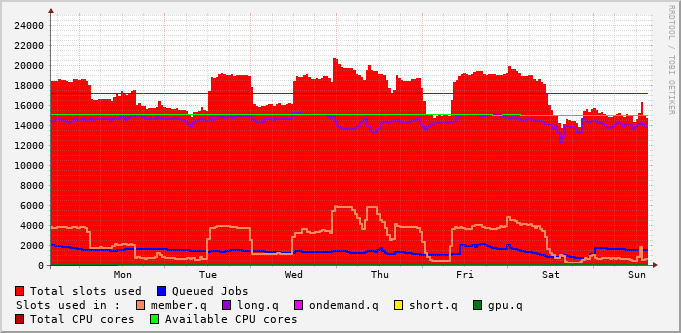 24000
22000
20000
18000
16000
14000
12000
10000
8000
6000
4000
2000
0
Mon Tue Wed Thu Fri Sat Sun
RRDTOOL / TOBI OETIKER
Total slots used Queued Jobs
Slots used in : member.q long.q ondemand.q short.q gpu.q
Total CPU cores Available CPU cores